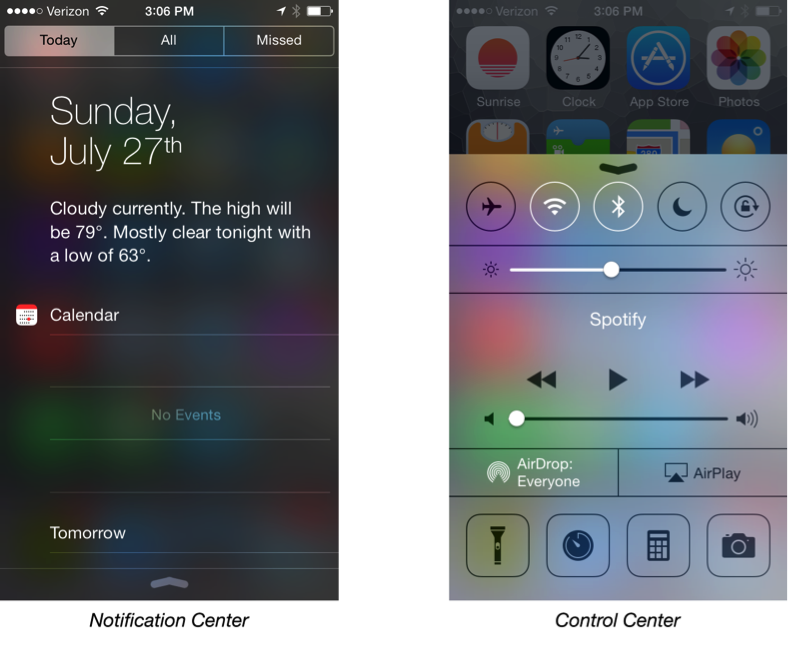 Verizon 3:06 PM
Today All Missed
Sunday,
July 27th
Cloudy currently. The high will
be 79°. Mostly clear tonight with
a low of 63°.
Calendar
No Events
Tomorrow
Notification Center
Verizon 3:06 PM
Sunrise Clock App Store Photos
280
Spotify
AirDrop:
Everyone
AirPlay
Control Center